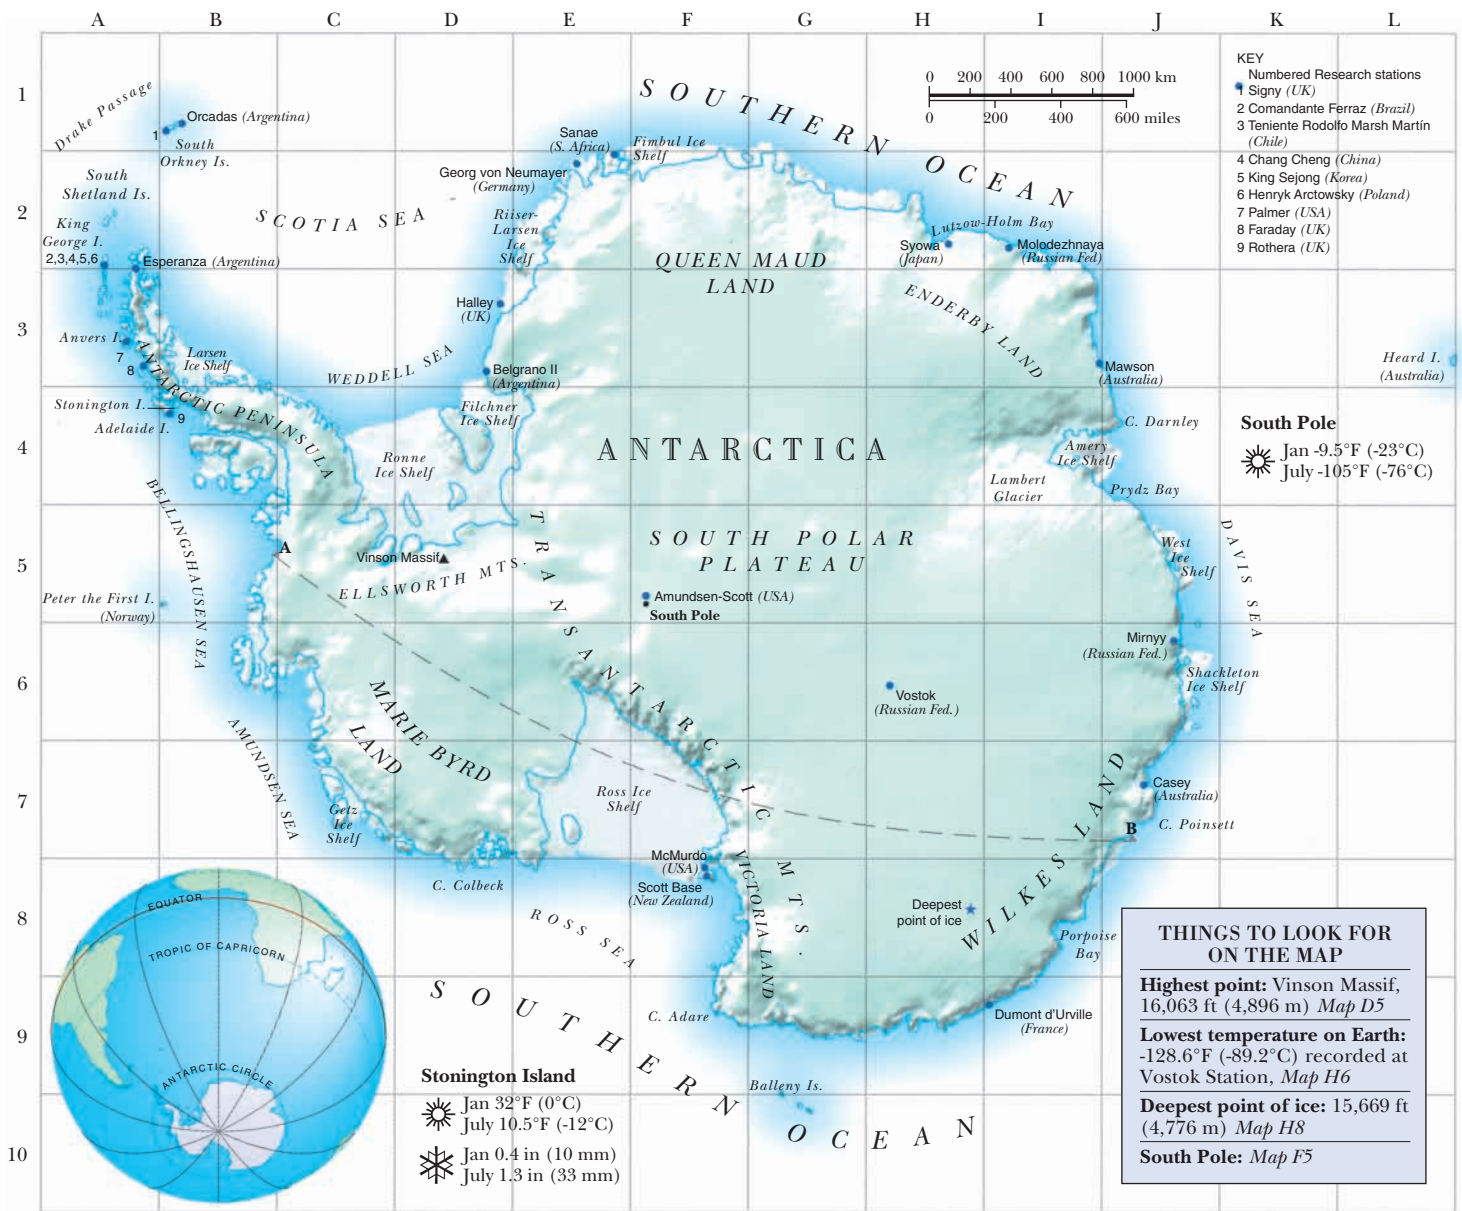 A B C D E F G H I J K L
1
2
3
4
5
6
7
8
9
10
Drake Passage
1
Orcadas (Argentina)
South
Orkney Is.
South
Shetland Is.
King
George I.
2,3,4,5,6
Esperanza (Argentina)
SCOTIA SEA
Anvers I.
7
8
Larsen
Ice Shelf
ANTARCTIC PENINSULA
Stonington I.
9
Adelaide I.
WEDDELL SEA
Sanae
(S. Africa)
Fimbul Ice
Shelf
Georg von Neumayer
(Germany)
Riiser-
Larsen
Ice
Shelf
Halley
(UK)
Belgrano II
(Argentina)
Filchner
Ice Shelf
Ronne
Ice Shelf
SOUTHERN OCEAN
0 200 400 600 800 1000 km
0 200 400 600 miles
Lutzow-Holm Bay
Syowa
(Japan)
Molodezhnaya
(Russian Fed)
QUEEN MAUD
LAND
ENDERBY LAND
Mawson
(Australia)
C. Darnley
Amery
Ice Shelf
Lambert
Glacier
Prydz Bay
KEY
Numbered Research stations
1 Signy (UK)
2 Comandante Ferraz (Brazil)
3 Teniente Rodolfo Marsh Martín
(Chile)
4 Chang Cheng (China)
5 King Sejong (Korea)
6 Henryk Arctowsky (Poland)
7 Palmer (USA)
8 Faraday (UK)
9 Rothera (UK)
Heard I.
(Australia)
South Pole
Jan -9.5°F (-23°C)
July -105°F (-76°C)
ANTARCTICA
BELLINGSHAUSEN SEA
A
Vinson Massif
ELLSWORTH MTS.
TRANSANTARCTIC MTS.
SOUTH POLAR
PLATEAU
Amundsen-Scott (USA)
South Pole
Peter the First I.
(Norway)
West
Ice
Shelf
DAVIS SEA
Mirnyy
(Russian Fed.)
Shackleton
Ice Shelf
Vostok
(Russian Fed.)
MARIE BYRD
LAND
AMUNDSEN SEA
Getz
Ice
Shelf
Ross Ice
Shelf
Casey
(Australia)
B
C. Poinsett
WILKES LAND
McMurdo
(USA)
Scott Base
(New Zealand)
VICTORIA LAND
C. Colbeck
ROSS SEA
Deepest
point of ice
Porpoise
Bay
C. Adare
Dumont d'Urville
(France)
Balleny Is.
SOUTHERN OCEAN
EQUATOR
TROPIC OF CAPRICORN
ANTARCTIC CIRCLE
Stonington Island
Jan 32°F (0°C)
July 10.5°F (-12°C)
Jan 0.4 in (10 mm)
July 1.3 in (33 mm)
THINGS TO LOOK FOR
ON THE MAP
Highest point: Vinson Massif,
16,063 ft (4,896 m) Map D5
Lowest temperature on Earth:
-128.6°F (-89.2°C) recorded at
Vostok Station, Map H6
Deepest point of ice: 15,669 ft
(4,776 m) Map H8
South Pole: Map F5